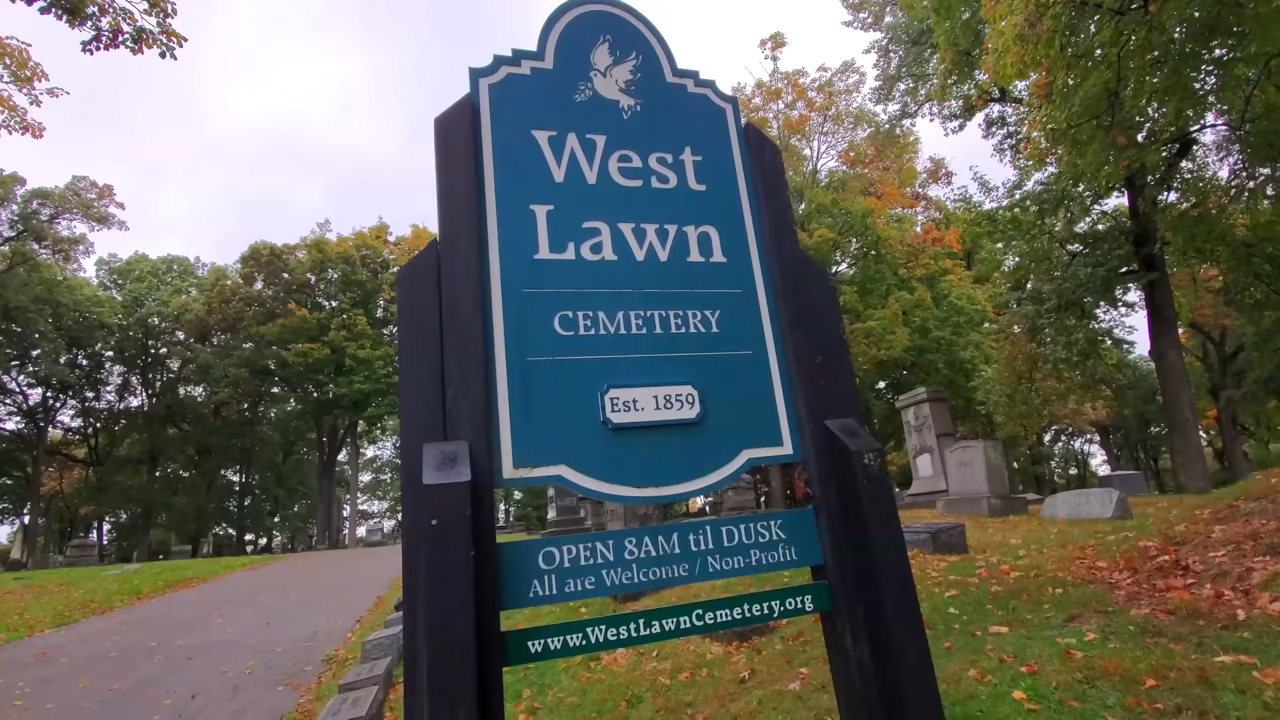 West
Lawn
CEMETERY
Est. 1859
OPEN 8AM til DUSK
All are Welcome / Non-Profit
www.WestLawnCemetery.org